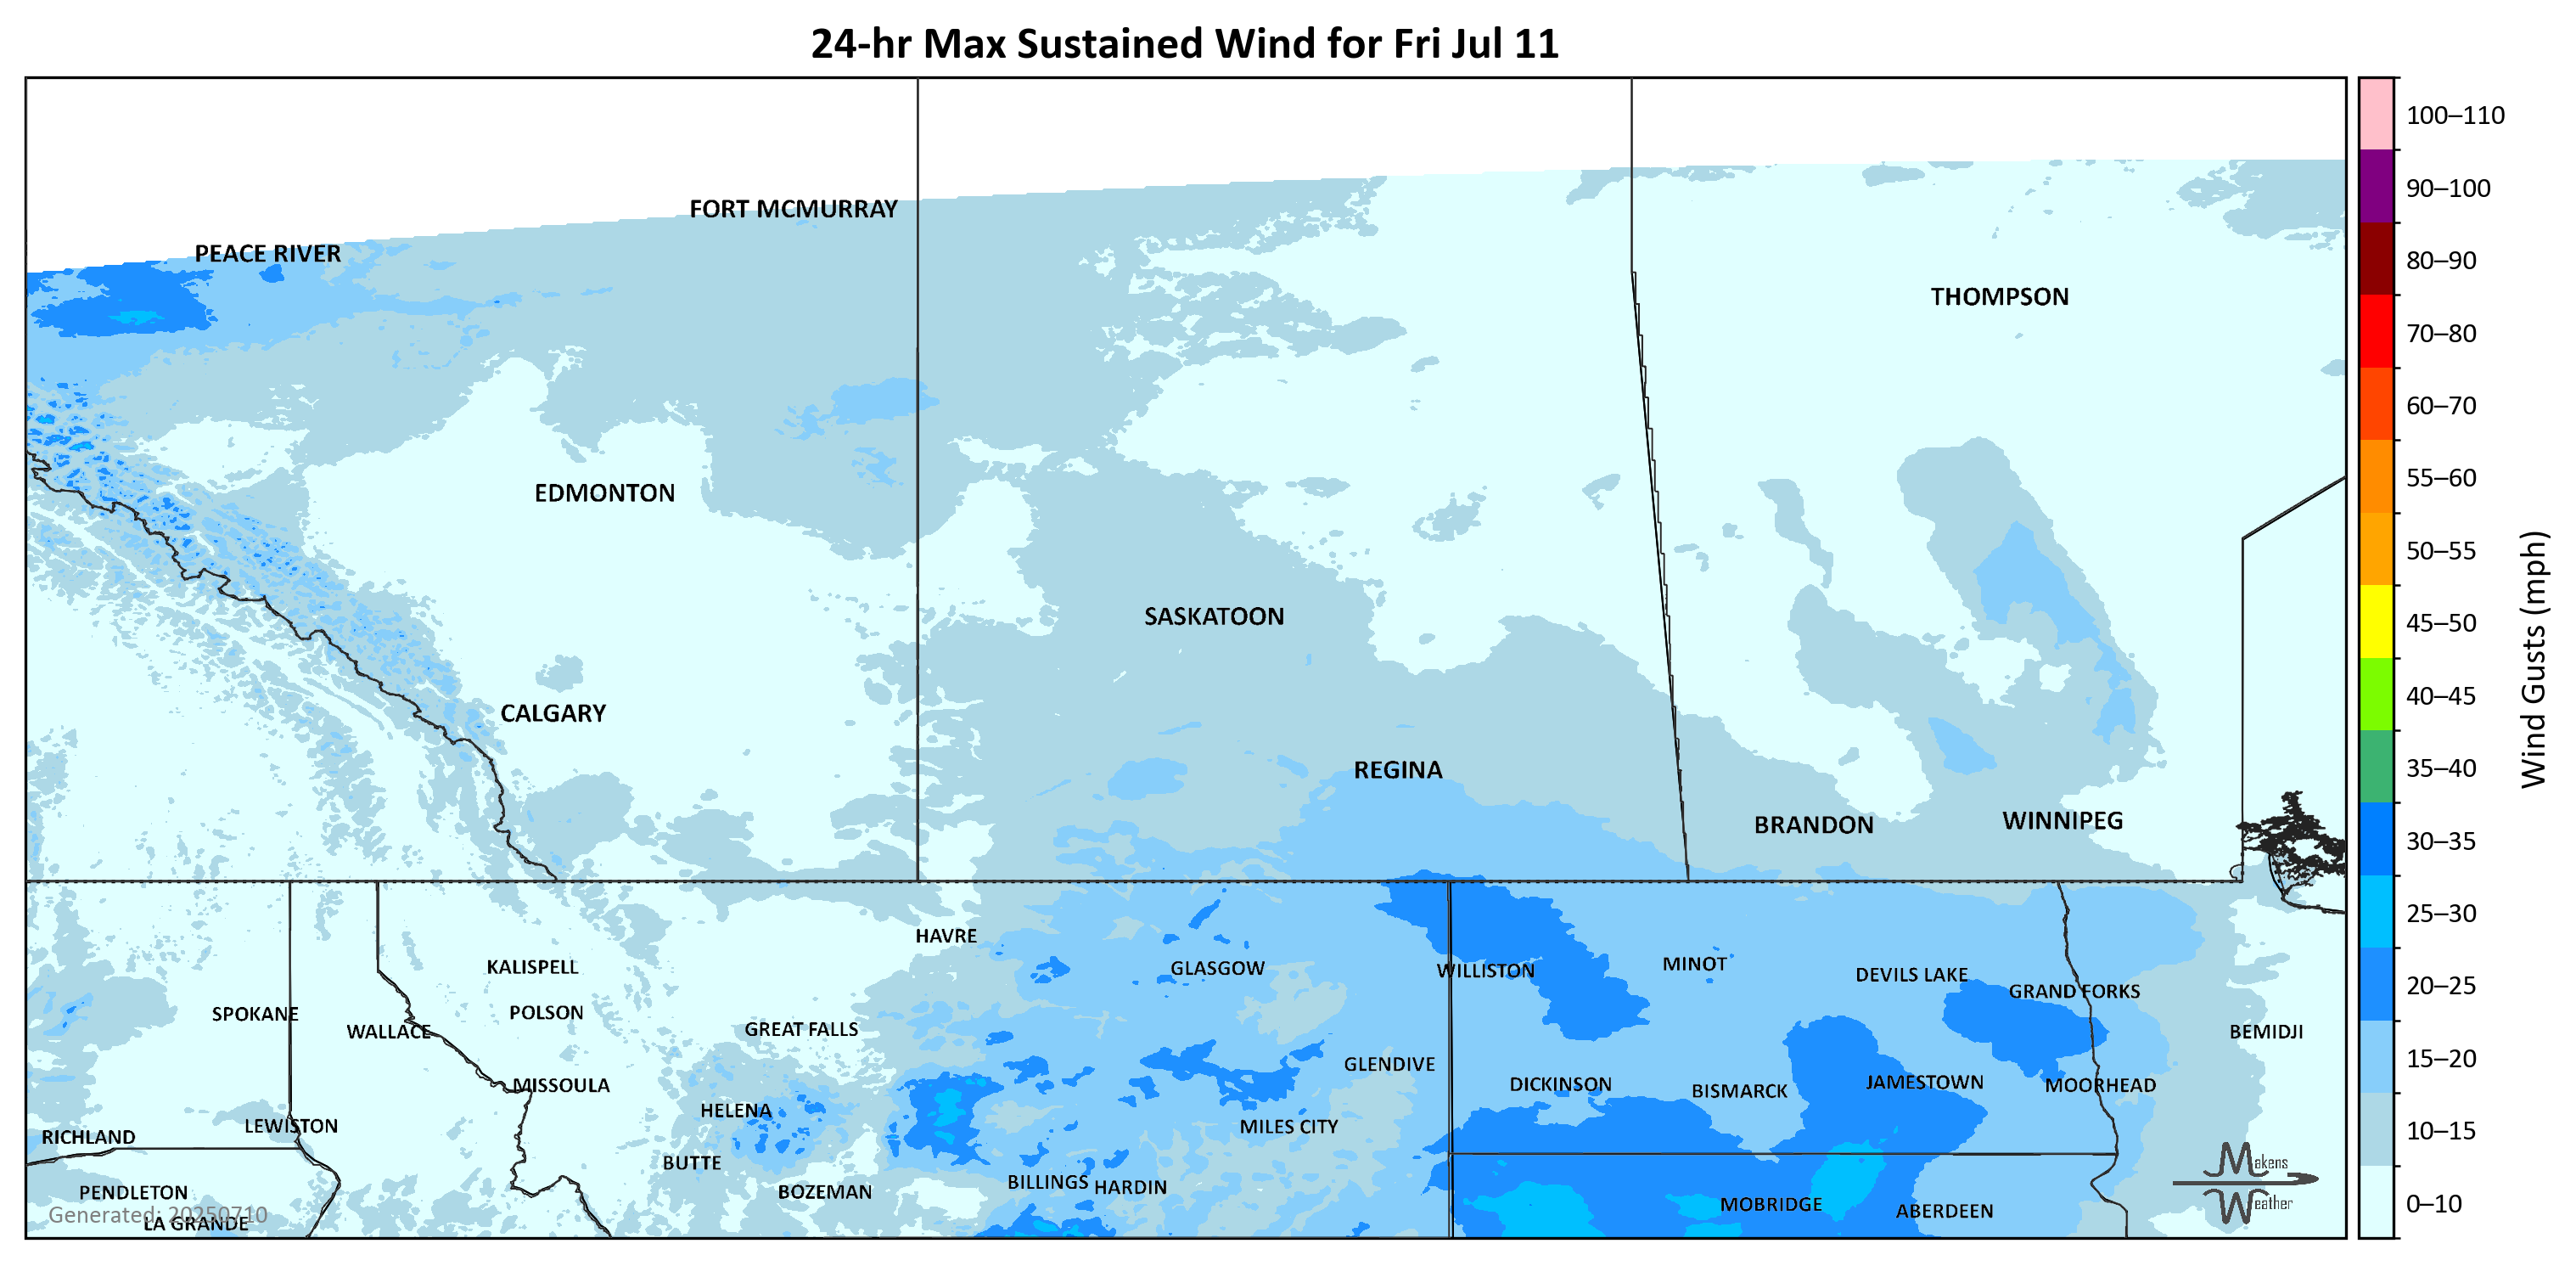 24-hr Max Sustained Wind for Fri Jul 11
100–110
90–100
80–90
70–80
60–70
55–60
50–55
45–50
40–45
35–40
30–35
25–30
20–25
15–20
10–15
0–10
Wind Gusts (mph)
FORT MCMURRAY
PEACE RIVER
THOMPSON
EDMONTON
SASKATOON
CALGARY
REGINA
BRANDON
WINNIPEG
HAVRE
KALISPELL
GLASGOW
WILLISTON
MINOT
DEVILS LAKE
GRAND FORKS
SPOKANE
POLSON
WALLACE
GREAT FALLS
BEMIDJI
GLENDIVE
MISSOULA
DICKINSON
BISMARCK
JAMESTOWN
MOORHEAD
HELENA
LEWISTON
MILES CITY
RICHLAND
BUTTE
BILLINGS
HARDIN
PENDLETON
BOZEMAN
MOBRIDGE
ABERDEEN
LA GRANDE
Generated: 20250710
Makens
Weather